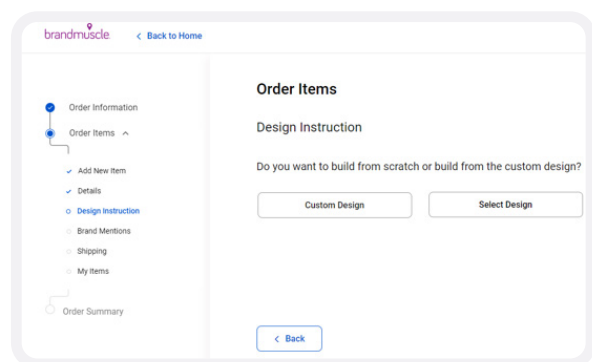 brandmuscle
< Back to Home
Order Information
Order Items
Add New Item
Details
Design Instruction
Brand Mentions
Shipping
My Items
Order Summary
Order Items
Design Instruction
Do you want to build from scratch or build from the custom design?
Custom Design
Select Design
< Back